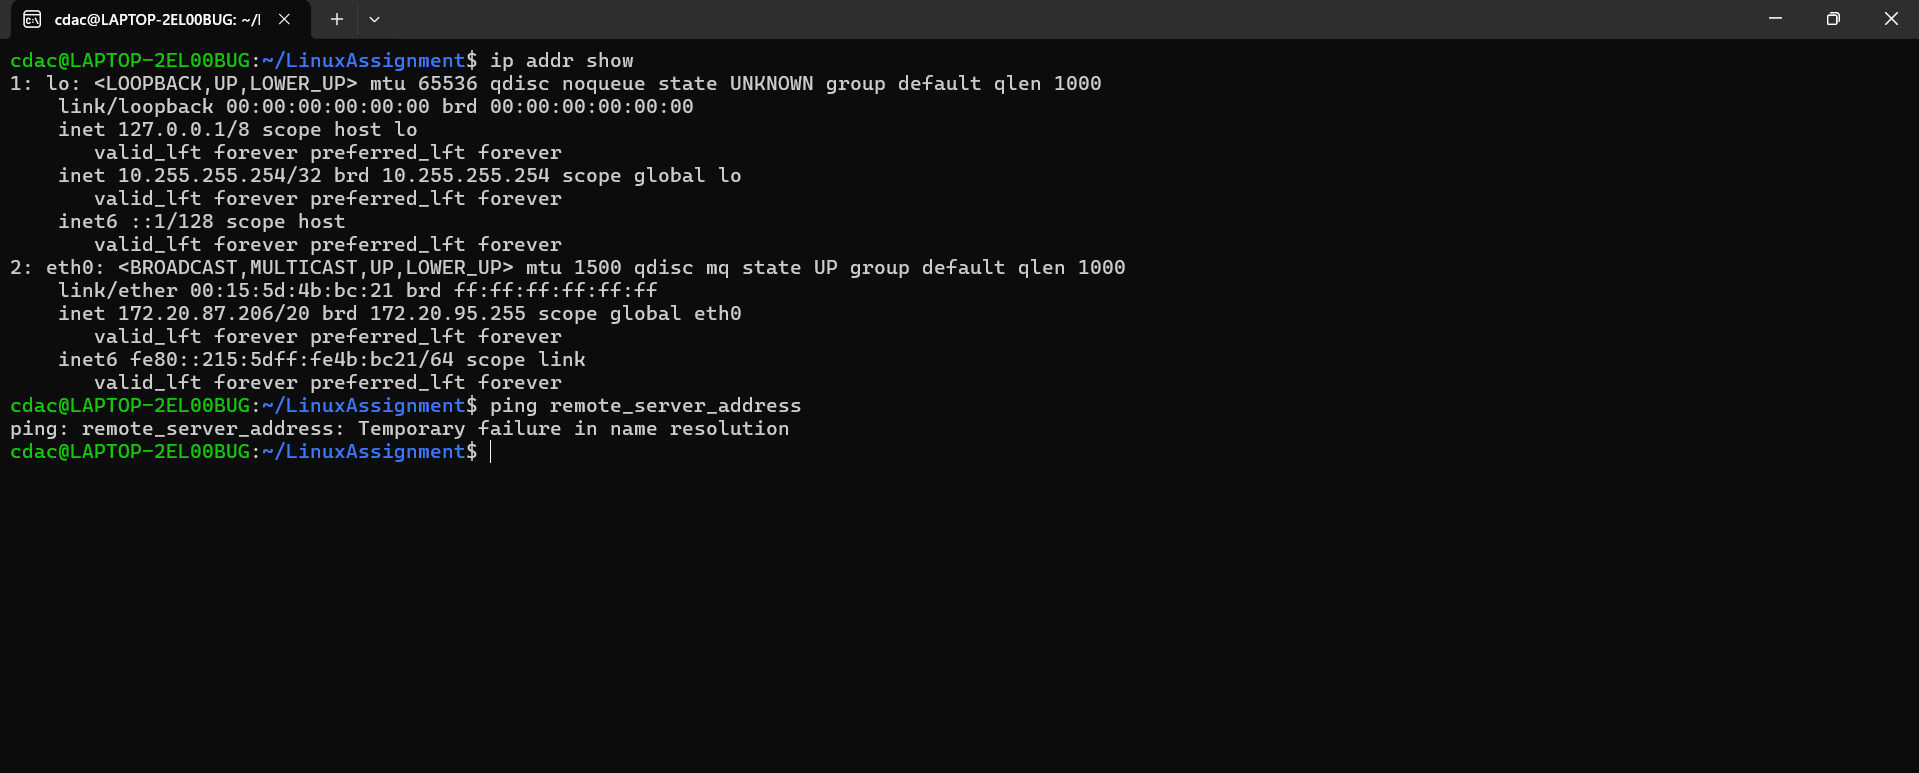 cdac@LAPTOP-2EL00BUG: ~/l
cdac@LAPTOP-2EL00BUG:~/LinuxAssignment$ ip addr show
1: lo: <LOOPBACK,UP,LOWER_UP> mtu 65536 qdisc noqueue state UNKNOWN group default qlen 1000
    link/loopback 00:00:00:00:00:00 brd 00:00:00:00:00:00
    inet 127.0.0.1/8 scope host lo
       valid_lft forever preferred_lft forever
    inet 10.255.255.254/32 brd 10.255.255.254 scope global lo
       valid_lft forever preferred_lft forever
    inet6 ::1/128 scope host
       valid_lft forever preferred_lft forever
2: eth0: <BROADCAST,MULTICAST,UP,LOWER_UP> mtu 1500 qdisc mq state UP group default qlen 1000
    link/ether 00:15:5d:4b:bc:21 brd ff:ff:ff:ff:ff:ff
    inet 172.20.87.206/20 brd 172.20.95.255 scope global eth0
       valid_lft forever preferred_lft forever
    inet6 fe80::215:5dff:fe4b:bc21/64 scope link
       valid_lft forever preferred_lft forever
cdac@LAPTOP-2EL00BUG:~/LinuxAssignment$ ping remote_server_address
ping: remote_server_address: Temporary failure in name resolution
cdac@LAPTOP-2EL00BUG:~/LinuxAssignment$